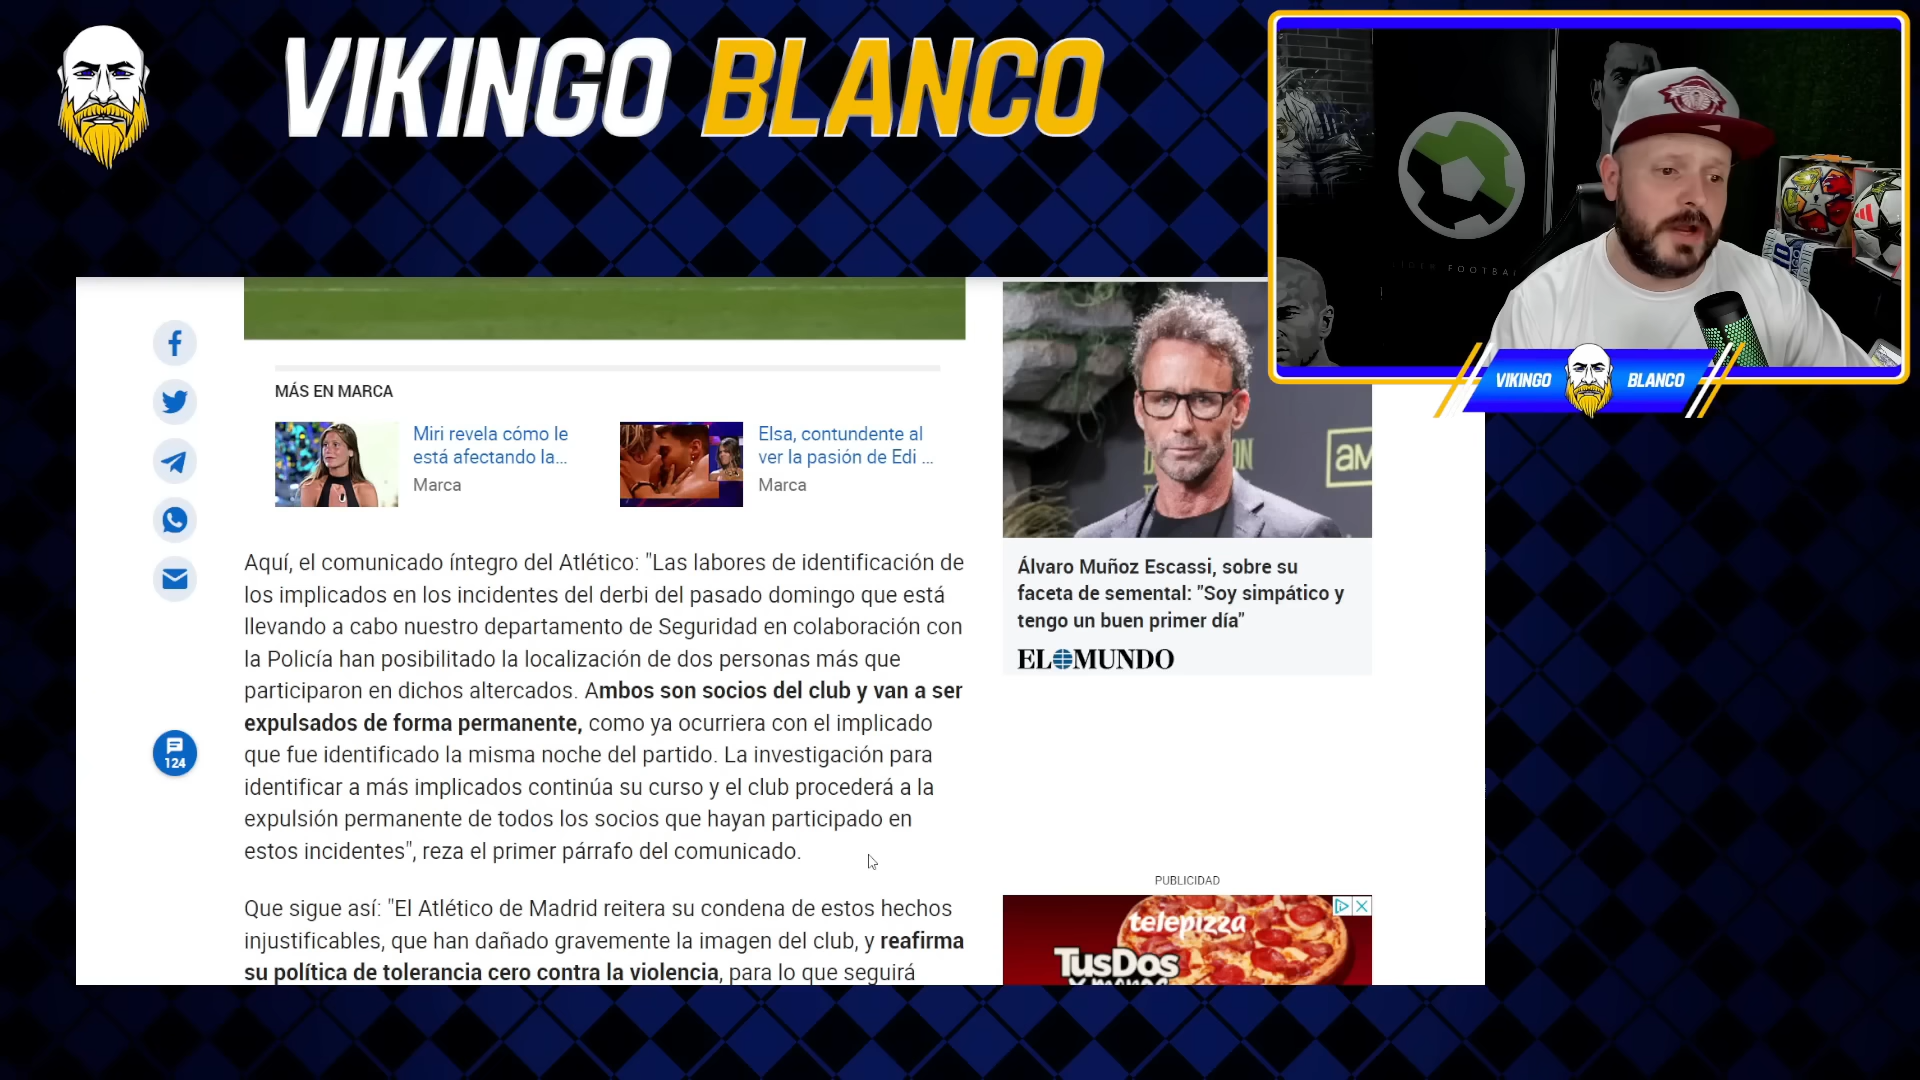 VIKINGO BLANCO
FOOTBA
VIKINGO BLANCO
MÁS EN MARCA
Miri revela cómo le
está afectando la...
Marca
Elsa, contundente al
ver la pasión de Edi ...
Marca
Aquí, el comunicado íntegro del Atlético: "Las labores de identificación de
los implicados en los incidentes del derbi del pasado domingo que está
llevando a cabo nuestro departamento de Seguridad en colaboración con
la Policía han posibilitado la localización de dos personas más que
participaron en dichos altercados. Ambos son socios del club y van a ser
expulsados de forma permanente, como ya ocurriera con el implicado
que fue identificado la misma noche del partido. La investigación para
identificar a más implicados continúa su curso y el club procederá a la
expulsión permanente de todos los socios que hayan participado en
estos incidentes", reza el primer párrafo del comunicado.
Que sigue así: "El Atlético de Madrid reitera su condena de estos hechos
injustificables, que han dañado gravemente la imagen del club, y reafirma
su política de tolerancia cero contra la violencia, para lo que seguirá
124
Álvaro Muñoz Escassi, sobre su
faceta de semental: "Soy simpático y
tengo un buen primer día"
EL MUNDO
PUBLICIDAD
telepizza
TusDos